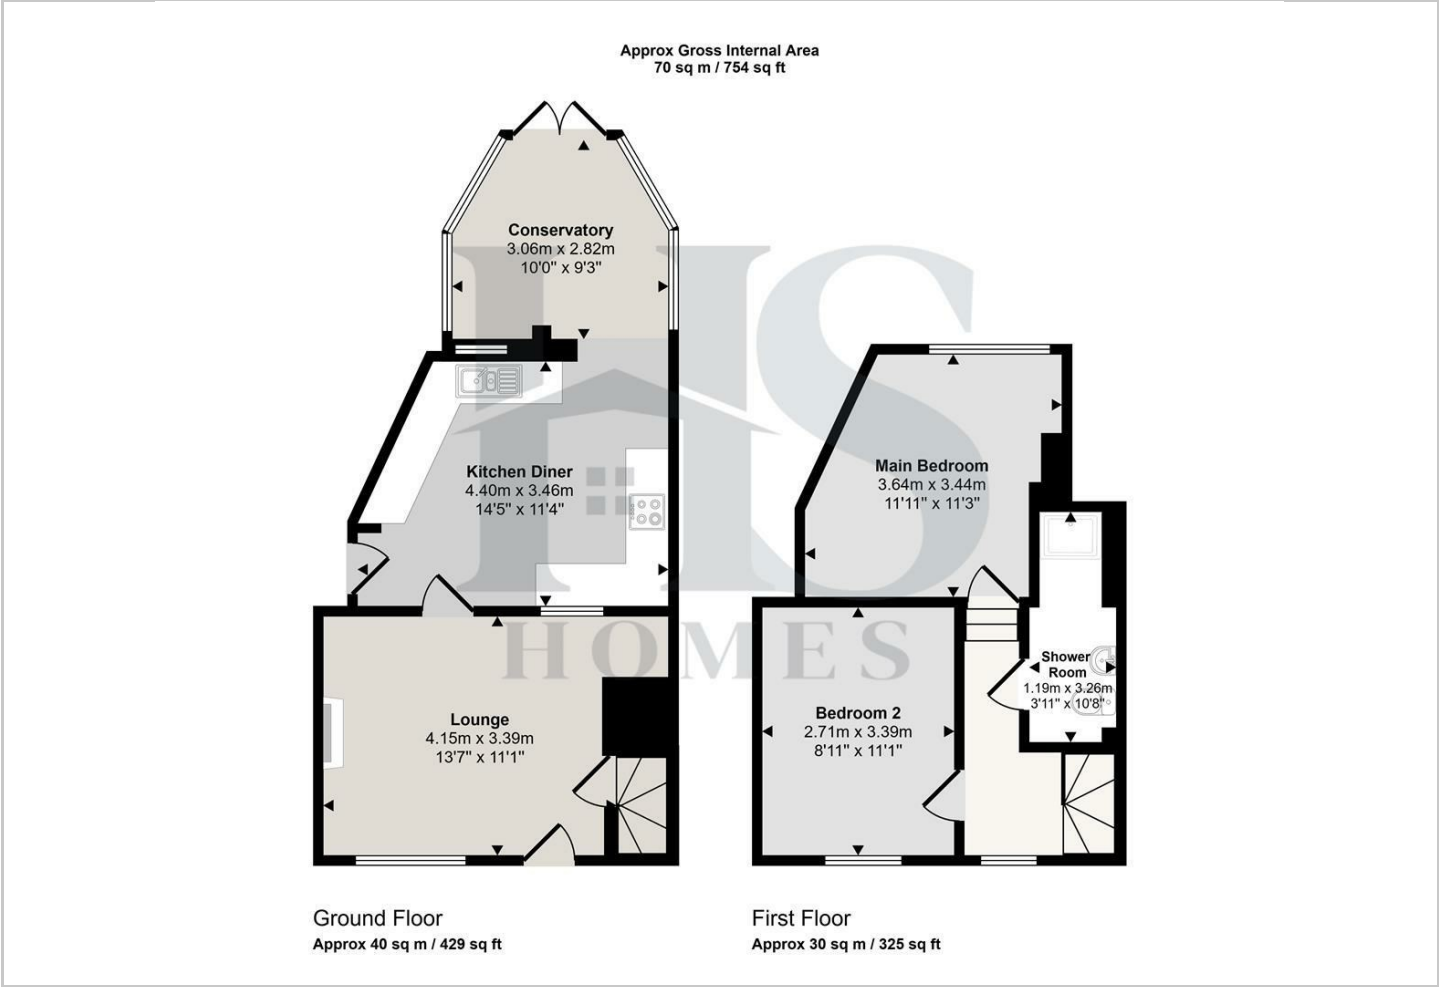 Approx Gross Internal Area
70 sq m / 754 sq ft
Conservatory
3.06m x 2.82m
10'0" x 9'3"
Kitchen Diner
4.40m x 3.46m
14'5" x 11'4"
Main Bedroom
3.64m x 3.44m
11'11" x 11'3"
HS
HOMES
Shower
Room
1.19m x 3.26m
3'11" x 10'8"
Lounge
4.15m x 3.39m
13'7" x 11'1"
Bedroom 2
2.71m x 3.39m
8'11" x 11'1"
Ground Floor
Approx 40 sq m / 429 sq ft
First Floor
Approx 30 sq m / 325 sq ft